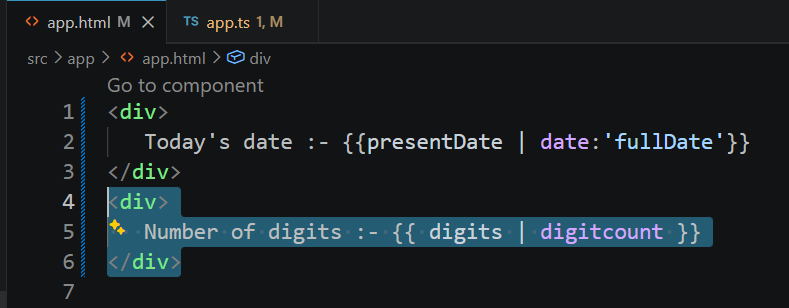 app.html M × TS app.ts 1, M
src > app > <> app.html > div
Go to component
1 <div>
2 Today's date :- {{presentDate | date:'fullDate'}}
3 </div>
4 <div>
5 Number of digits :- {{ digits | digitcount }}
6 </div>
7